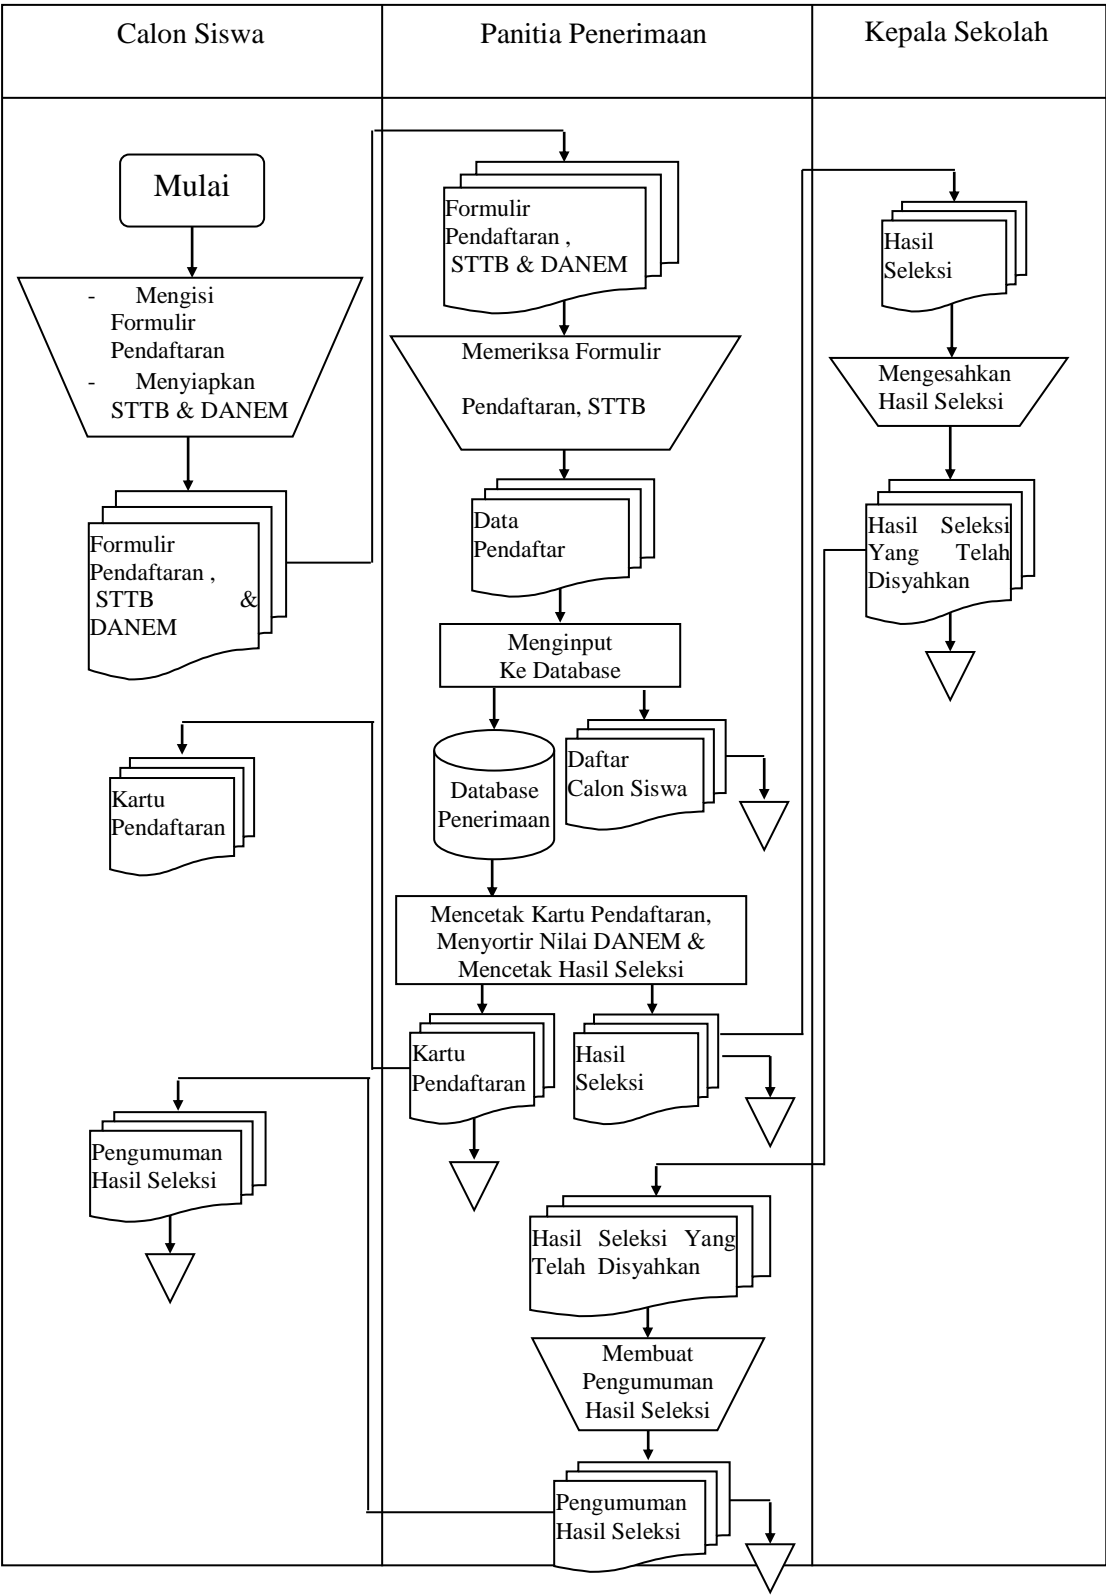 Calon Siswa
Panitia Penerimaan
Kepala Sekolah
Mulai
- Mengisi
Formulir
Pendaftaran
- Menyiapkan
STTB & DANEM
Formulir
Pendaftaran ,
STTB &
DANEM
Kartu
Pendaftaran
Pengumuman
Hasil Seleksi
Formulir
Pendaftaran ,
STTB & DANEM
Memeriksa Formulir
Pendaftaran, STTB
Data
Pendaftar
Menginput
Ke Database
Database
Penerimaan
Daftar
Calon Siswa
Mencetak Kartu Pendaftaran,
Menyortir Nilai DANEM &
Mencetak Hasil Seleksi
Kartu
Pendaftaran
Hasil
Seleksi
Hasil Seleksi Yang
Telah Disyahkan
Membuat
Pengumuman
Hasil Seleksi
Pengumuman
Hasil Seleksi
Hasil
Seleksi
Mengesahkan
Hasil Seleksi
Hasil Seleksi
Yang Telah
Disyahkan